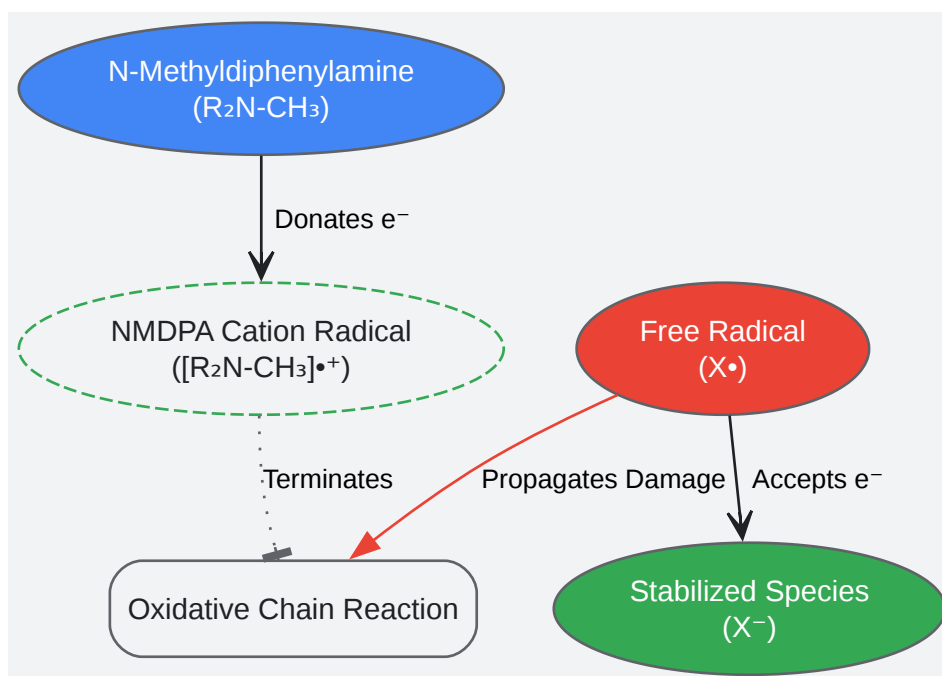 N-Methyldiphenylamine
(R₂N-CH₃)
Donates e⁻
NMDPA Cation Radical
([R₂N-CH₃]•⁺)
Free Radical
(X•)
Terminates
Propagates Damage
Accepts e⁻
Oxidative Chain Reaction
Stabilized Species
(X⁻)